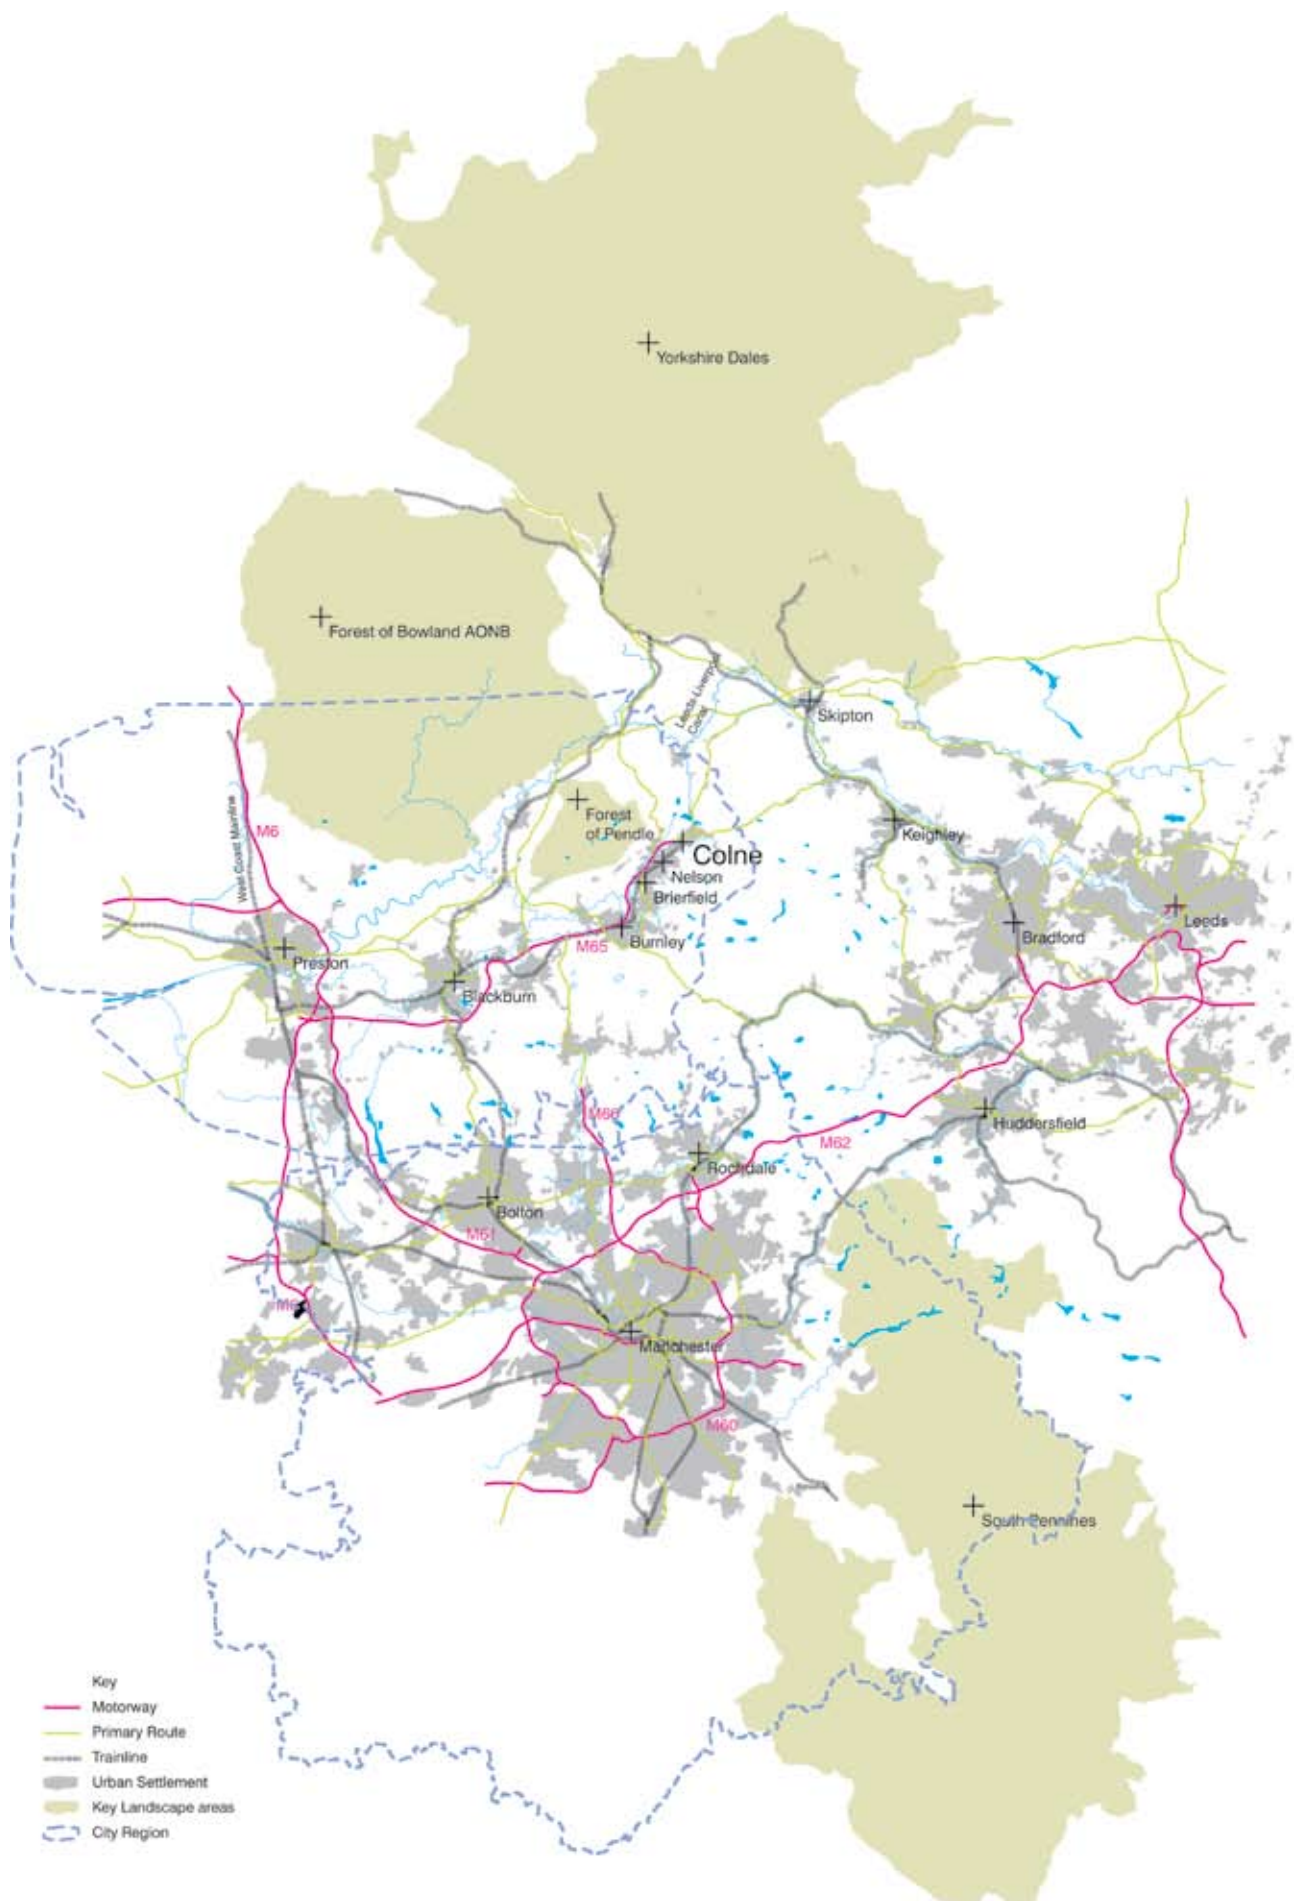 Yorkshire Dales
Forest of Bowland AONB
Leeds-Liverpool
Canal
Skipton
West Coast Mainline
M6
Forest
of Pendle
Keighley
Colne
Nelson
Brierfield
Leeds
Bradford
Burnley
M65
Preston
Blackburn
M66
Huddersfield
M62
Rochdale
Bolton
M61
M6
Manchester
M60
South Pennines
Key
Motorway
Primary Route
Trainline
Urban Settlement
Key Landscape areas
City Region